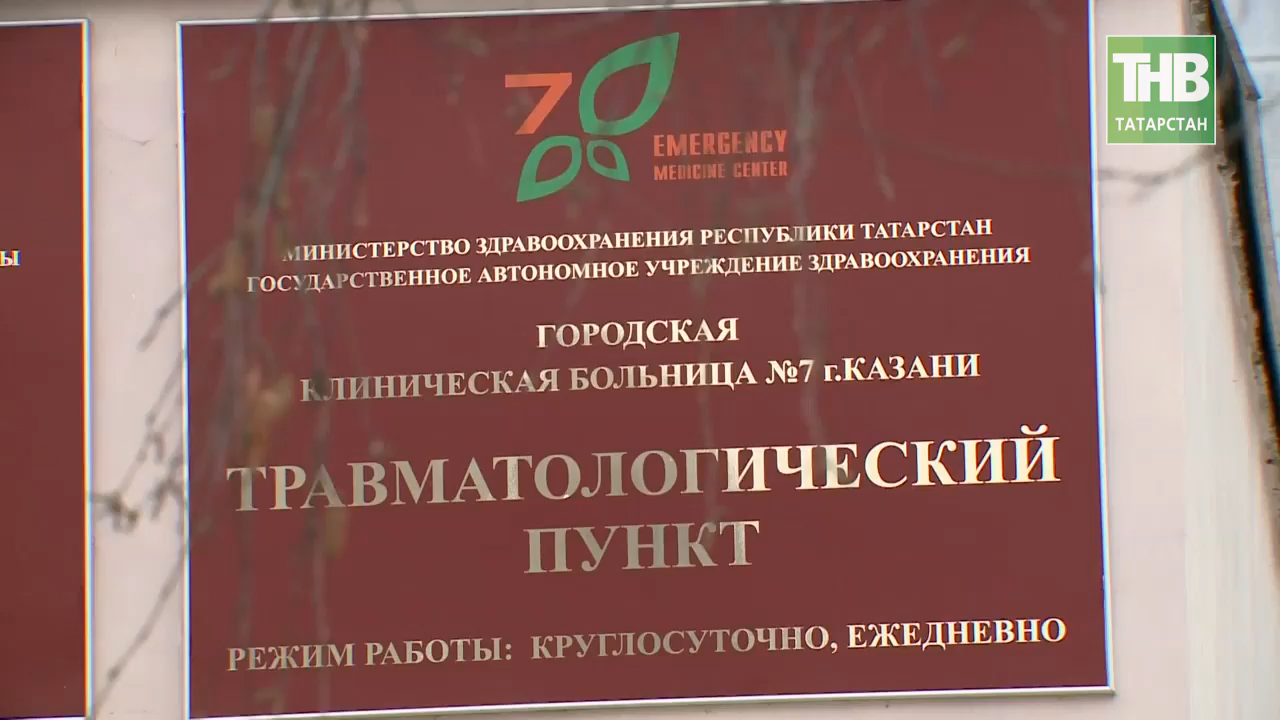 7
EMERGENCY
MEDICINE CENTER
ТНВ
ТАТАРСТАН
МИНИСТЕРСТВО ЗДРАВООХРАНЕНИЯ РЕСПУБЛИКИ ТАТАРСТАН
ГОСУДАРСТВЕННОЕ АВТОНОМНОЕ УЧРЕЖДЕНИЕ ЗДРАВООХРАНЕНИЯ
ГОРОДСКАЯ
КЛИНИЧЕСКАЯ БОЛЬНИЦА №7 г.КАЗАНИ
ТРАВМАТОЛОГИЧЕСКИЙ
ПУНКТ
РЕЖИМ РАБОТЫ: КРУГЛОСУТОЧНО, ЕЖЕДНЕВНО